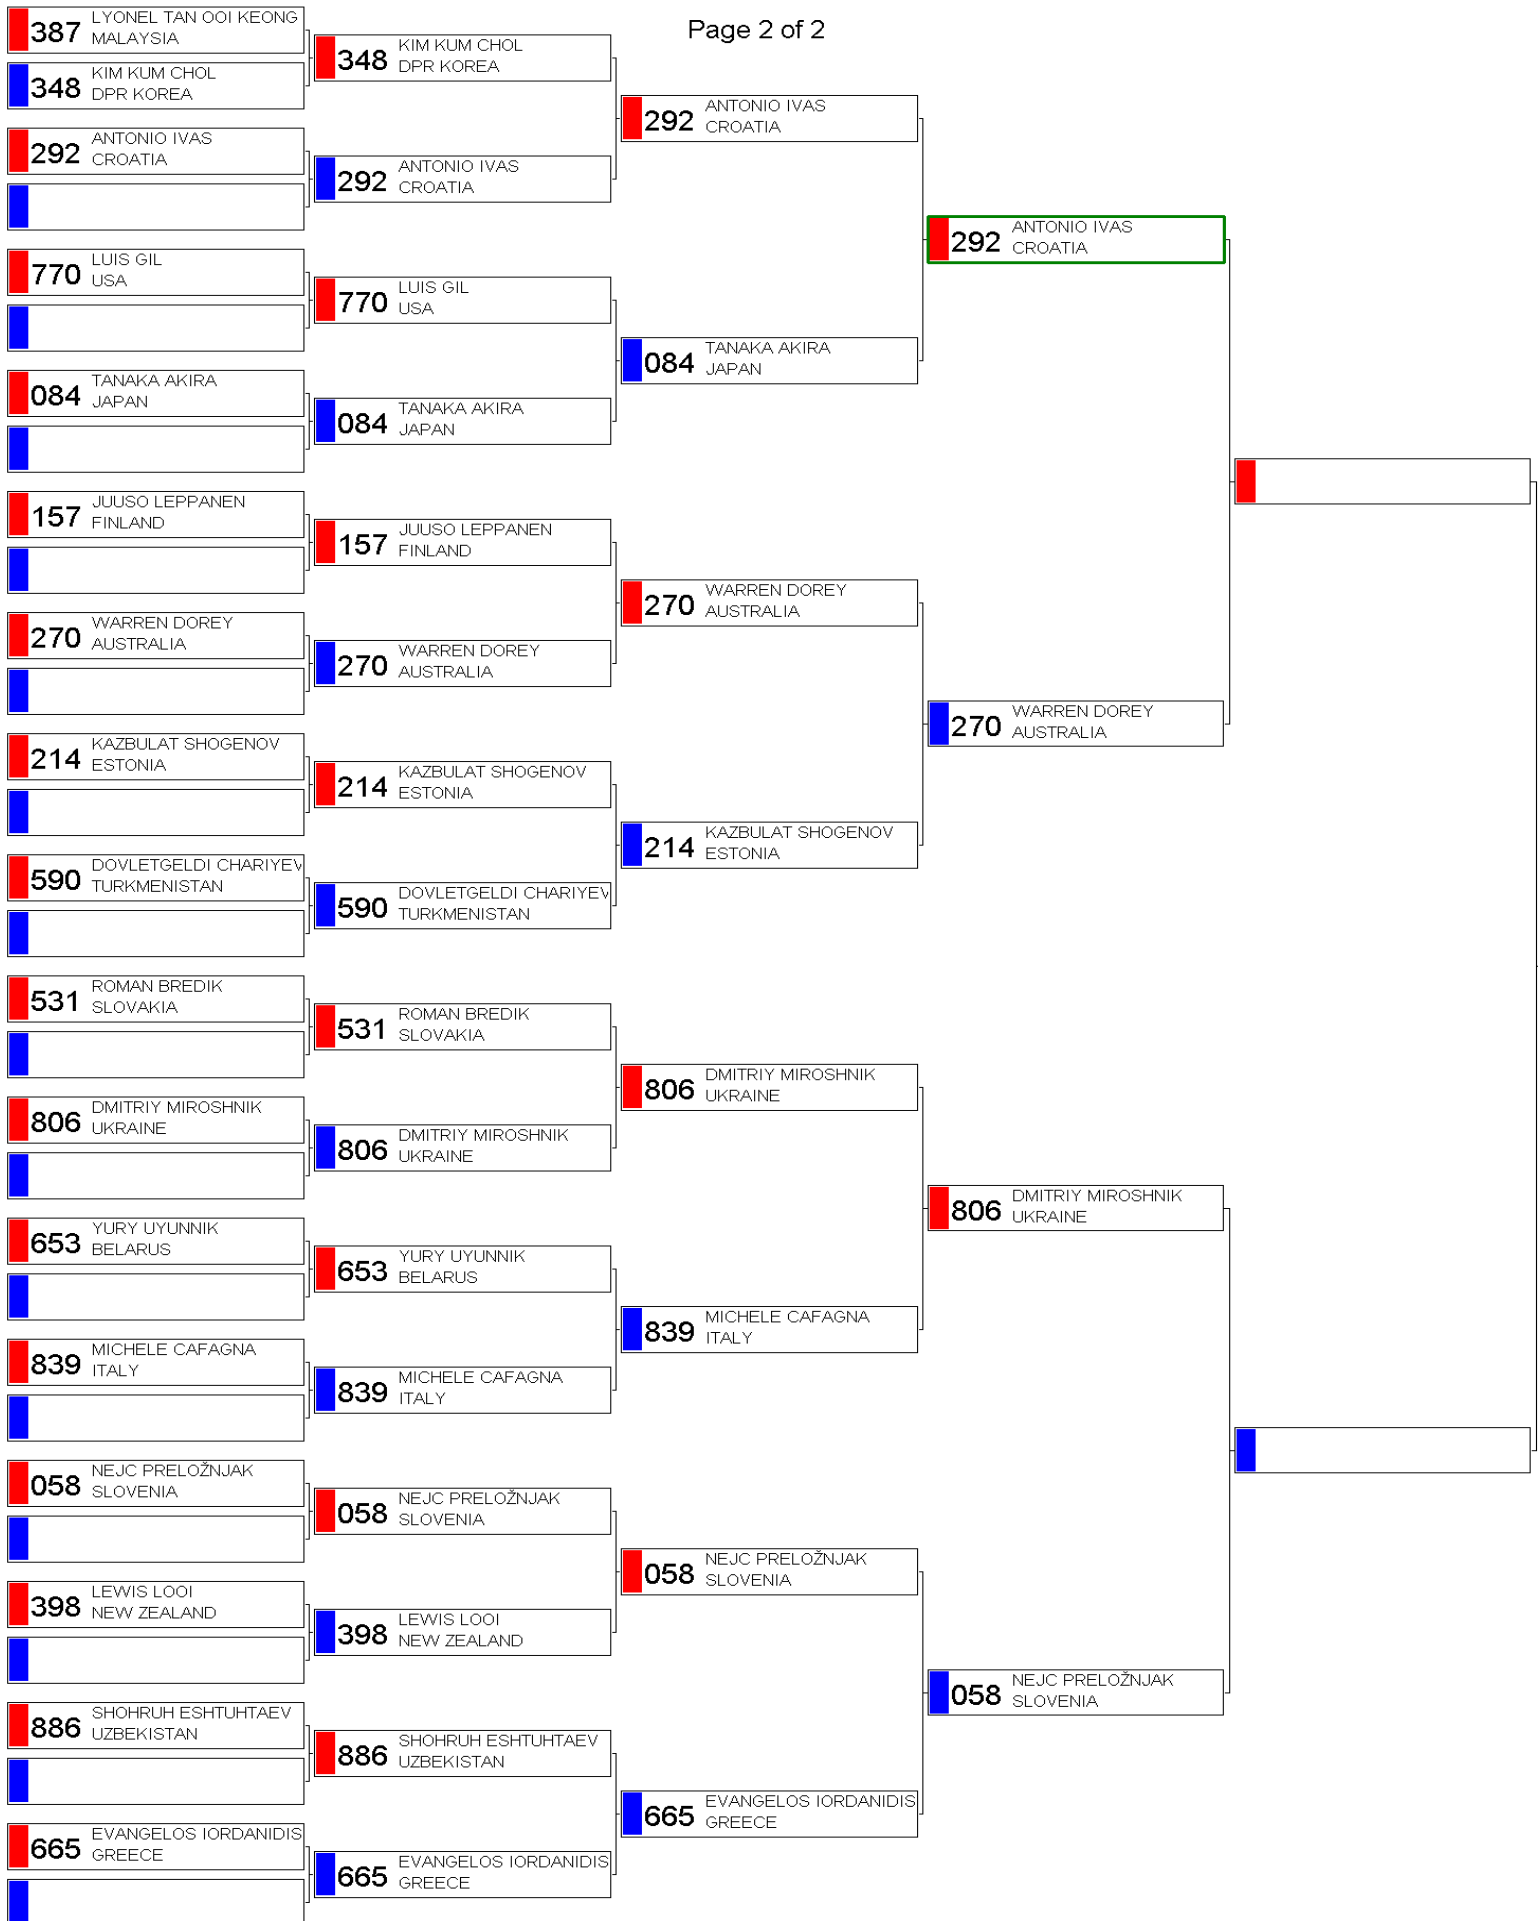 Page 2 of 2
387 LYONEL TAN OOI KEONG
MALAYSIA
348 KIM KUM CHOL
DPR KOREA
292 ANTONIO IVAS
CROATIA
770 LUIS GIL
USA
084 TANAKA AKIRA
JAPAN
157 JUUSO LEPPANEN
FINLAND
270 WARREN DOREY
AUSTRALIA
214 KAZBULAT SHOGENOV
ESTONIA
590 DOVLETGELDI CHARIYEV
TURKMENISTAN
531 ROMAN BREDIK
SLOVAKIA
806 DMITRIY MIROSHNIK
UKRAINE
653 YURY UYUNNIK
BELARUS
839 MICHELE CAFAGNA
ITALY
058 NEJC PRELOŽNJAK
SLOVENIA
398 LEWIS LOOI
NEW ZEALAND
886 SHOHRUH ESHTUHTAEV
UZBEKISTAN
665 EVANGELOS IORDANIDIS
GREECE
348 KIM KUM CHOL
DPR KOREA
292 ANTONIO IVAS
CROATIA
770 LUIS GIL
USA
084 TANAKA AKIRA
JAPAN
157 JUUSO LEPPANEN
FINLAND
270 WARREN DOREY
AUSTRALIA
214 KAZBULAT SHOGENOV
ESTONIA
590 DOVLETGELDI CHARIYEV
TURKMENISTAN
531 ROMAN BREDIK
SLOVAKIA
806 DMITRIY MIROSHNIK
UKRAINE
653 YURY UYUNNIK
BELARUS
839 MICHELE CAFAGNA
ITALY
058 NEJC PRELOŽNJAK
SLOVENIA
398 LEWIS LOOI
NEW ZEALAND
886 SHOHRUH ESHTUHTAEV
UZBEKISTAN
665 EVANGELOS IORDANIDIS
GREECE
292 ANTONIO IVAS
CROATIA
084 TANAKA AKIRA
JAPAN
270 WARREN DOREY
AUSTRALIA
214 KAZBULAT SHOGENOV
ESTONIA
806 DMITRIY MIROSHNIK
UKRAINE
839 MICHELE CAFAGNA
ITALY
058 NEJC PRELOŽNJAK
SLOVENIA
665 EVANGELOS IORDANIDIS
GREECE
292 ANTONIO IVAS
CROATIA
270 WARREN DOREY
AUSTRALIA
806 DMITRIY MIROSHNIK
UKRAINE
058 NEJC PRELOŽNJAK
SLOVENIA